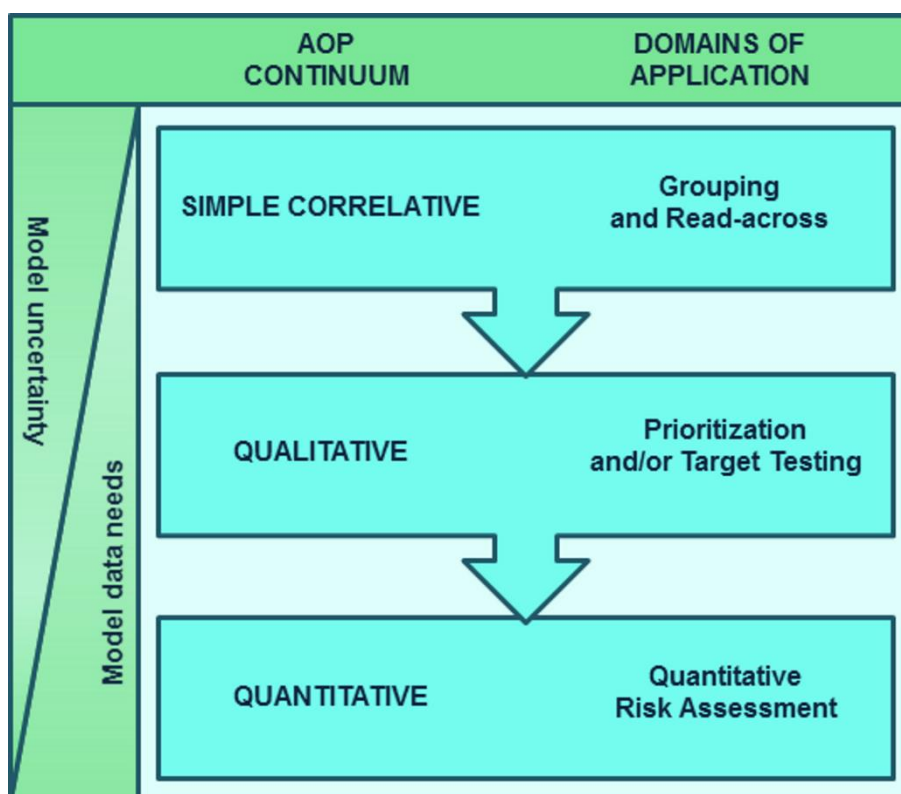 AOP
CONTINUUM
DOMAINS OF
APPLICATION
Model uncertainty
Model data needs
SIMPLE CORRELATIVE
Grouping
and Read-across
QUALITATIVE
Prioritization
and/or Target Testing
QUANTITATIVE
Quantitative
Risk Assessment